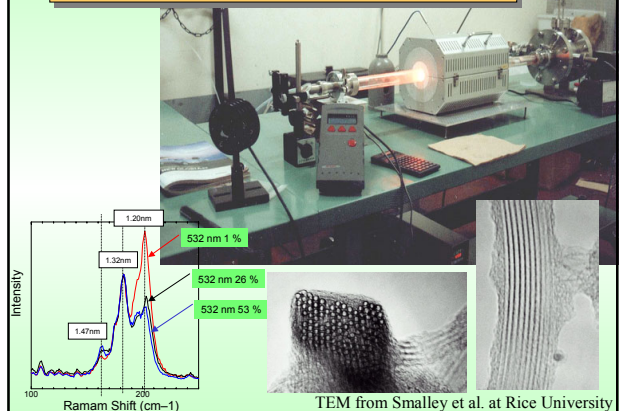 1.20nm
532 nm 1 %
1.32nm
532 nm 26 %
532 nm 53 %
1.47nm
Intensity
100
200
Ramam Shift (cm–1)
TEM from Smalley et al. at Rice University